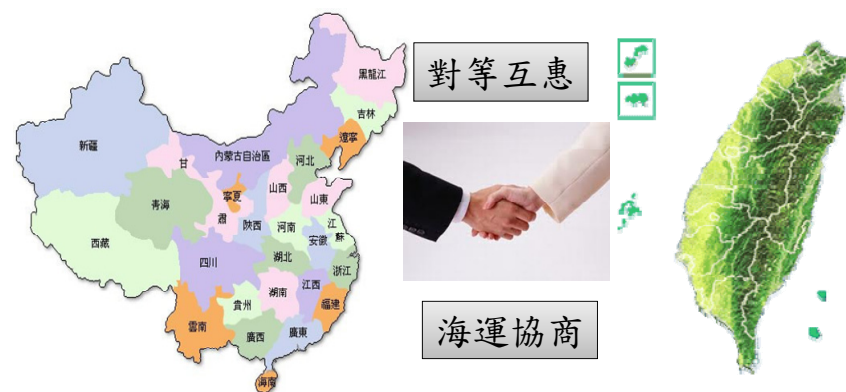 黑龍江
吉林
遼寧
新疆
內蒙古自治區
甘
肅
河北
寧夏
山西
山東
青海
陝西
河南
江
蘇
西藏
安徽
四川
湖北
浙江
湖南
江西
福建
貴州
雲南
廣西
廣東
海南
對等互惠
海運協商